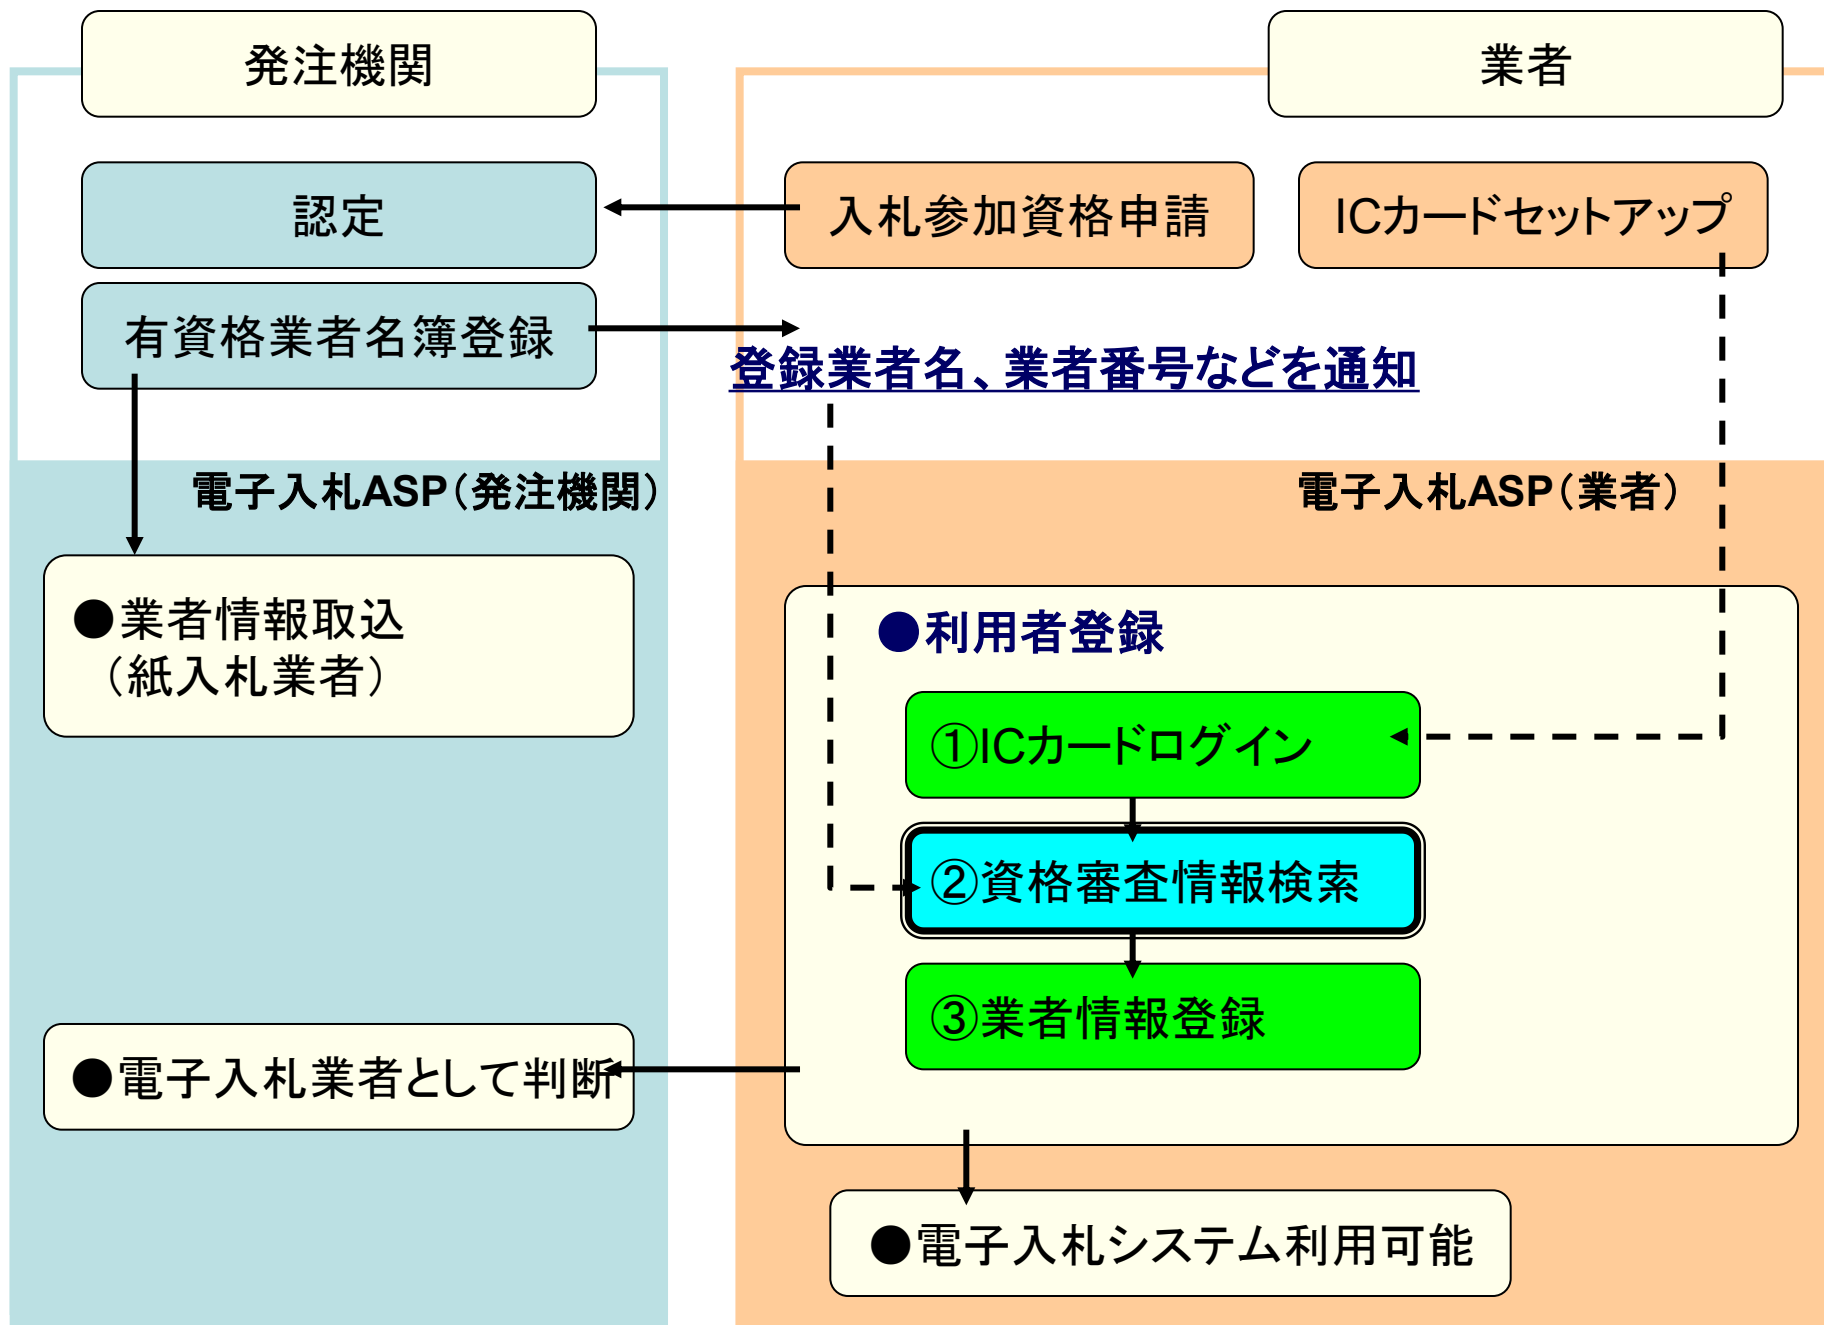 発注機関
業者
認定
入札参加資格申請
ICカードセットアップ
有資格業者名簿登録
登録業者名、業者番号などを通知
電子入札ASP（発注機関）
電子入札ASP（業者）
●業者情報取込
（紙入札業者）
●利用者登録
①ICカードログイン
②資格審査情報検索
③業者情報登録
●電子入札業者として判断
●電子入札システム利用可能